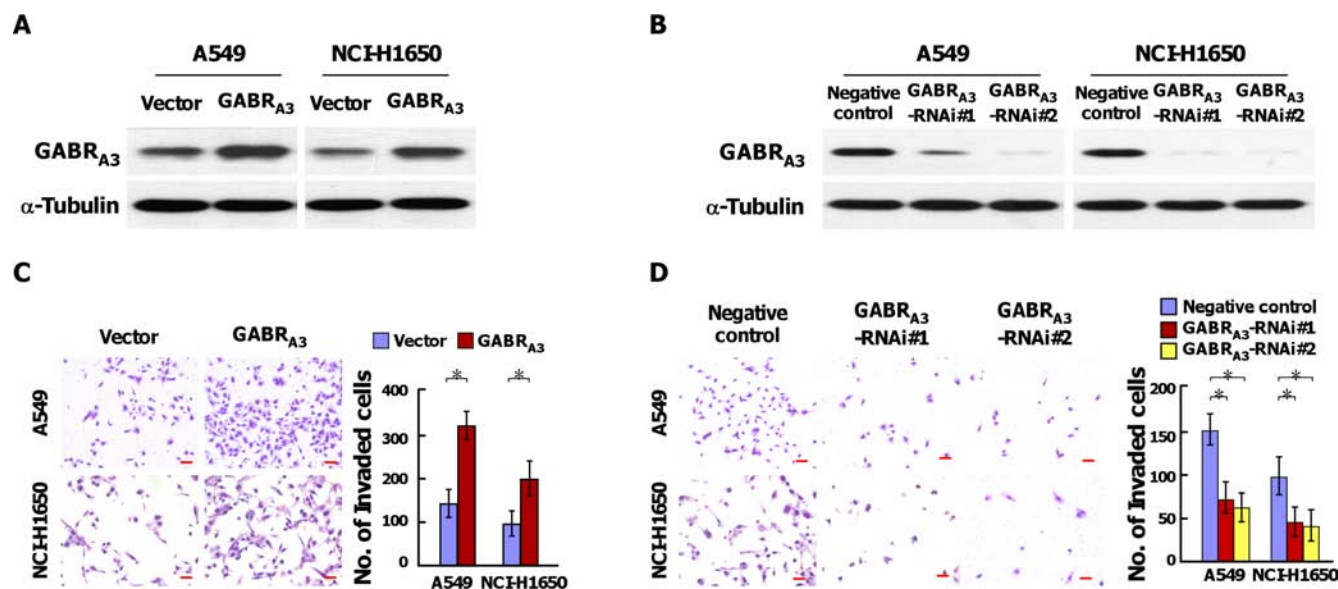 A
A549
NCI-H1650
Vector
GABRA3
Vector
GABRA3
GABRA3
α-Tubulin
B
A549
NCI-H1650
Negative
control
GABRA3
-RNAi#1
GABRA3
-RNAi#2
Negative
control
GABRA3
-RNAi#1
GABRA3
-RNAi#2
GABRA3
α-Tubulin
C
Vector
GABRA3
A549
NCI-H1650
Vector
GABRA3
No. of Invaded cells
400
300
200
100
0
*
*
A549
NCI-H1650
D
Negative
control
GABRA3
-RNAi#1
GABRA3
-RNAi#2
A549
NCI-H1650
Negative control
GABRA3-RNAi#1
GABRA3-RNAi#2
No. of Invaded cells
200
150
100
50
0
*
*
*
*
A549
NCI-H1650